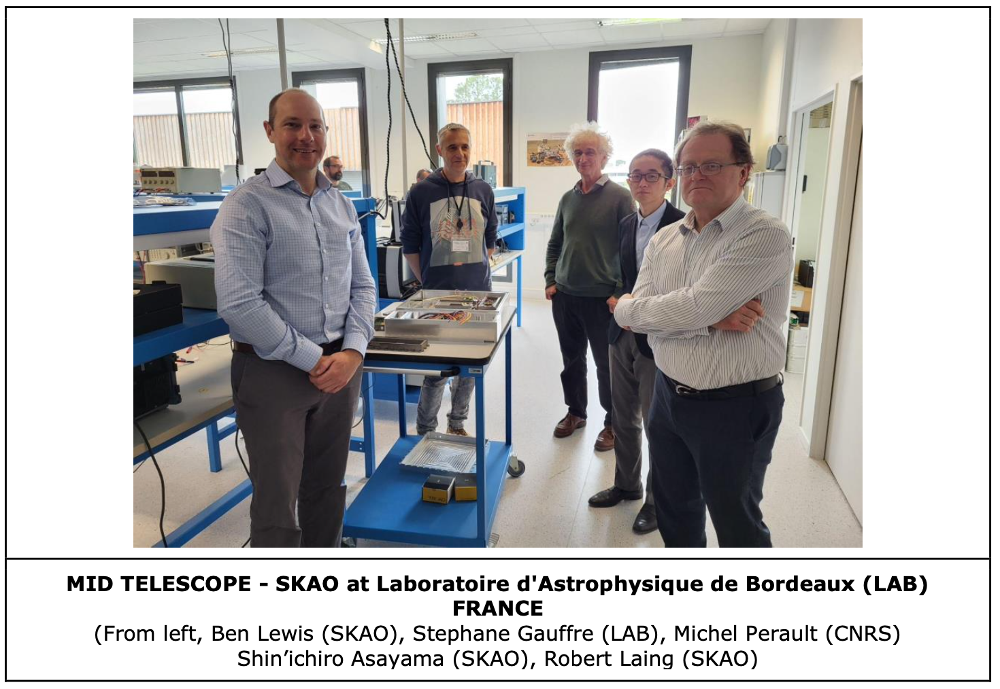 MID TELESCOPE - SKAO at Laboratoire d'Astrophysique de Bordeaux (LAB)
FRANCE
(From left, Ben Lewis (SKAO), Stephane Gauffre (LAB), Michel Perault (CNRS)
Shin’ichiro Asayama (SKAO), Robert Laing (SKAO)